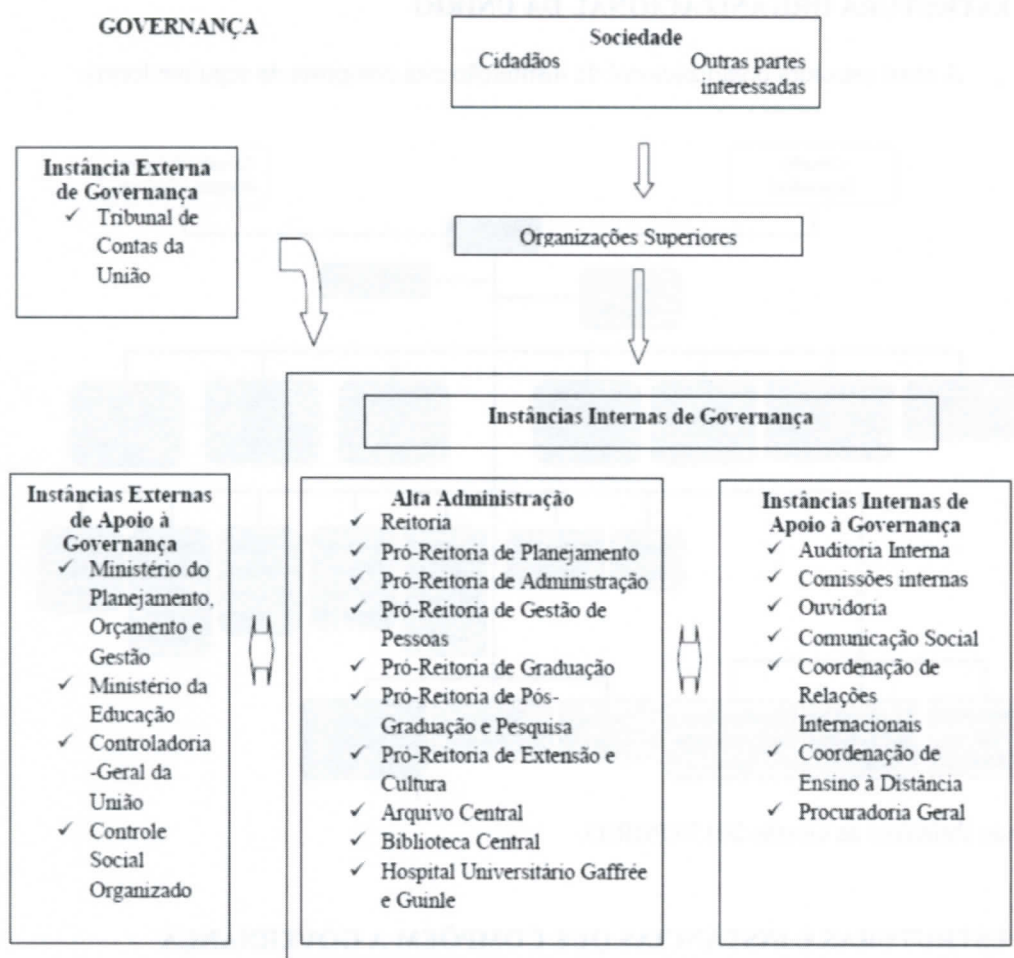 GOVERNANÇA
Sociedade
Cidadãos
Outras partes
interessadas
Instância Externa
de Governança
✓ Tribunal de
Contas da
União
Organizações Superiores
Instâncias Internas de Governança
Instâncias Externas
de Apoio à
Governança
✓ Ministério do
Planejamento,
Orçamento e
Gestão
✓ Ministério da
Educação
✓ Controladoria
-Geral da
União
✓ Controle
Social
Organizado
Alta Administração
✓ Reitoria
✓ Pró-Reitoria de Planejamento
✓ Pró-Reitoria de Administração
✓ Pró-Reitoria de Gestão de
Pessoas
✓ Pró-Reitoria de Graduação
✓ Pró-Reitoria de Pós-
Graduação e Pesquisa
✓ Pró-Reitoria de Extensão e
Cultura
✓ Arquivo Central
✓ Biblioteca Central
✓ Hospital Universitário Gaffrée
e Guinle
Instâncias Internas de
Apoio à Governança
✓ Auditoria Interna
✓ Comissões internas
✓ Ouvidoria
✓ Comunicação Social
✓ Coordenação de
Relações
Internacionais
✓ Coordenação de
Ensino à Distância
✓ Procuradoria Geral